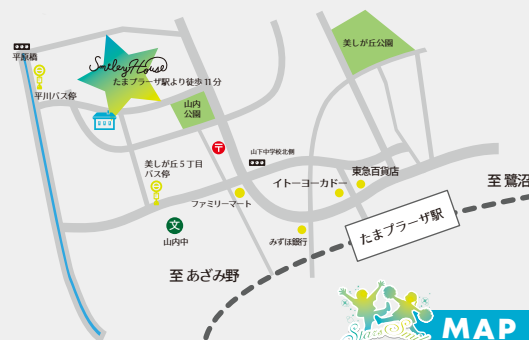 平原橋
平川バス停
Smiley House
たまプラーザ駅より徒歩11分
美しが丘公園
山内
公園
〒
山下中学校北側
美しが丘5丁目
バス停
イトーヨーカドー
東急百貨店
至 鷺沼
ファミリーマート
文
山内中
みずほ銀行
たまプラーザ駅
至 あざみ野
MAP